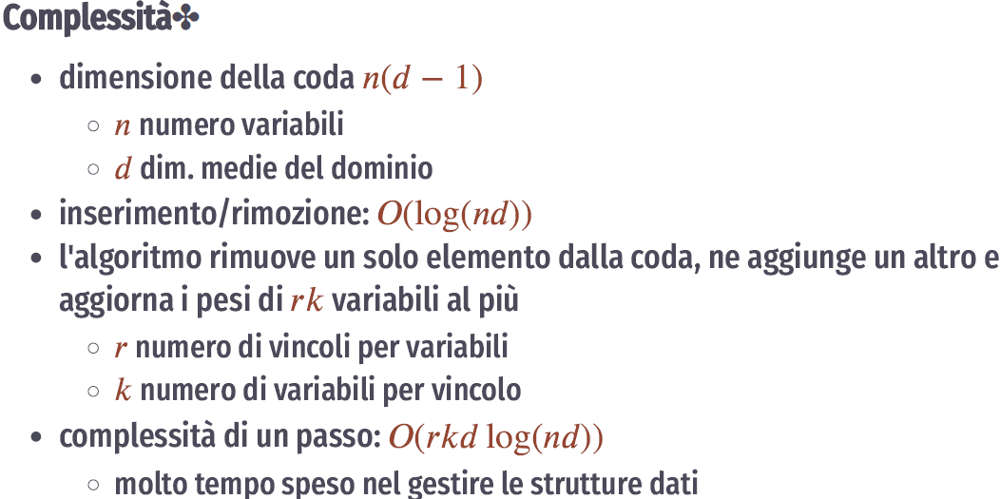 Complessità✤
• dimensione della coda n(d − 1)
◦ n numero variabili
◦ d dim. medie del dominio
• inserimento/rimozione: O(log(nd))
• l'algoritmo rimuove un solo elemento dalla coda, ne aggiunge un altro e
aggiorna i pesi di rk variabili al più
◦ r numero di vincoli per variabili
◦ k numero di variabili per vincolo
• complessità di un passo: O(rkd log(nd))
◦ molto tempo speso nel gestire le strutture dati